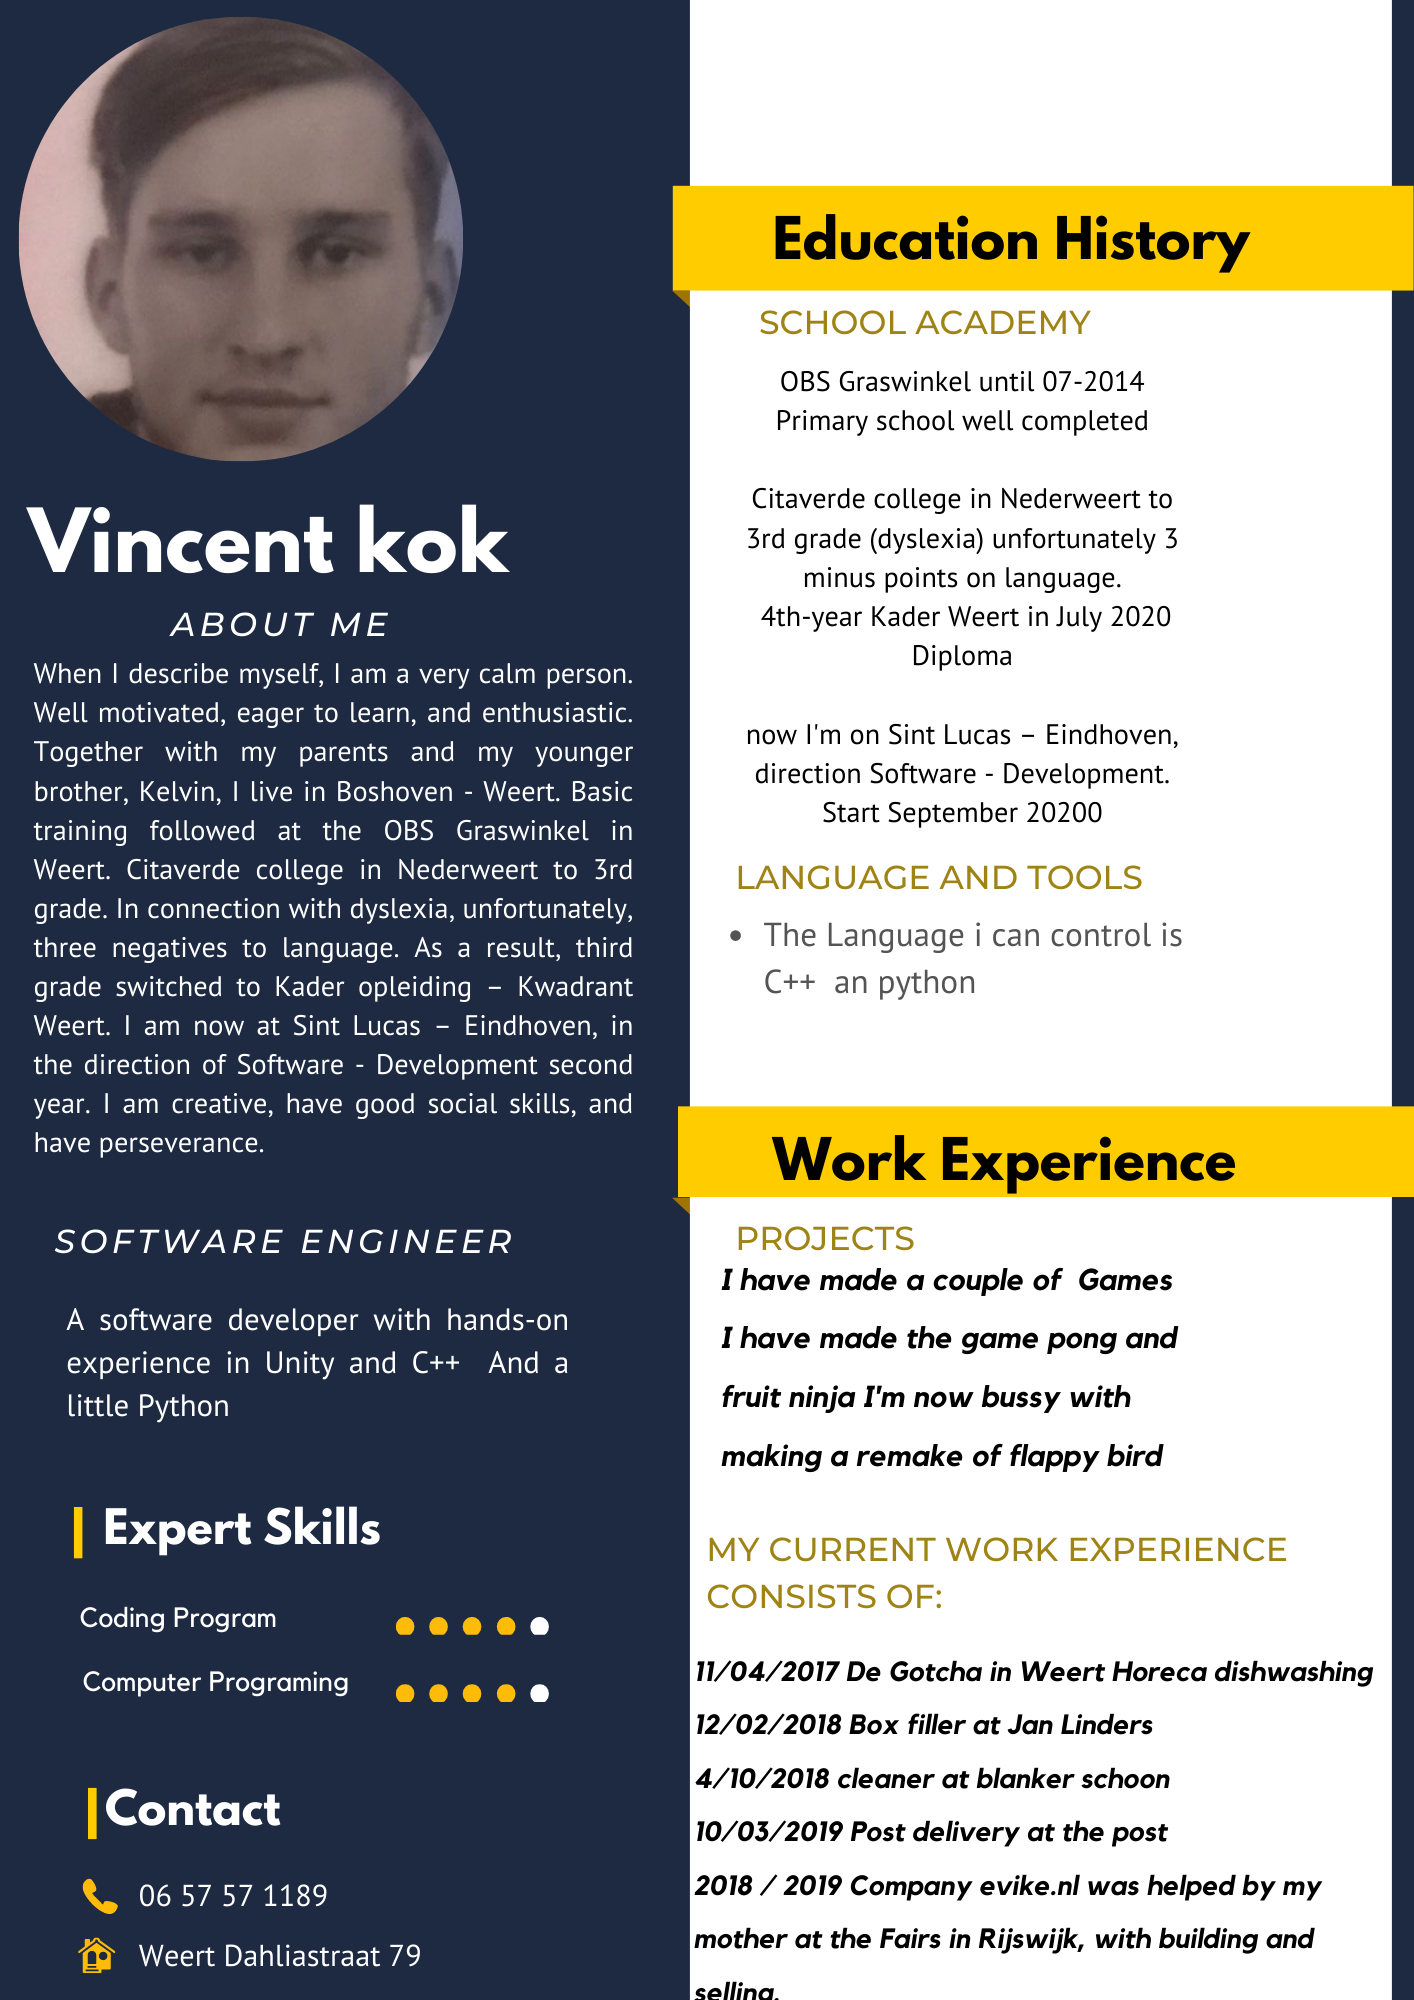 Vincent kok
ABOUT ME
When I describe myself, I am a very calm person.
Well motivated, eager to learn, and enthusiastic.
Together with my parents and my younger
brother, Kelvin, I live in Boshoven - Weert. Basic
training followed at the OBS Graswinkel in
Weert. Citaverde college in Nederweert to 3rd
grade. In connection with dyslexia, unfortunately,
three negatives to language. As a result, third
grade switched to Kader opleiding – Kwadrant
Weert. I am now at Sint Lucas – Eindhoven, in
the direction of Software - Development second
year. I am creative, have good social skills, and
have perseverance.
SOFTWARE ENGINEER
A software developer with hands-on
experience in Unity and C++ And a
little Python
Expert Skills
Coding Program
Computer Programing
Contact
06 57 57 1189
Weert Dahliastraat 79
Education History
SCHOOL ACADEMY
OBS Graswinkel until 07-2014
Primary school well completed
Citaverde college in Nederweert to
3rd grade (dyslexia) unfortunately 3
minus points on language.
4th-year Kader Weert in July 2020
Diploma
now I'm on Sint Lucas – Eindhoven,
direction Software - Development.
Start September 20200
LANGUAGE AND TOOLS
• The Language i can control is
C++ an python
Work Experience
PROJECTS
I have made a couple of Games
I have made the game pong and
fruit ninja I'm now bussy with
making a remake of flappy bird
MY CURRENT WORK EXPERIENCE
CONSISTS OF:
11/04/2017 De Gotcha in Weert Horeca dishwashing
12/02/2018 Box filler at Jan Linders
4/10/2018 cleaner at blanker schoon
10/03/2019 Post delivery at the post
2018 / 2019 Company evike.nl was helped by my
mother at the Fairs in Rijswijk, with building and
selling.